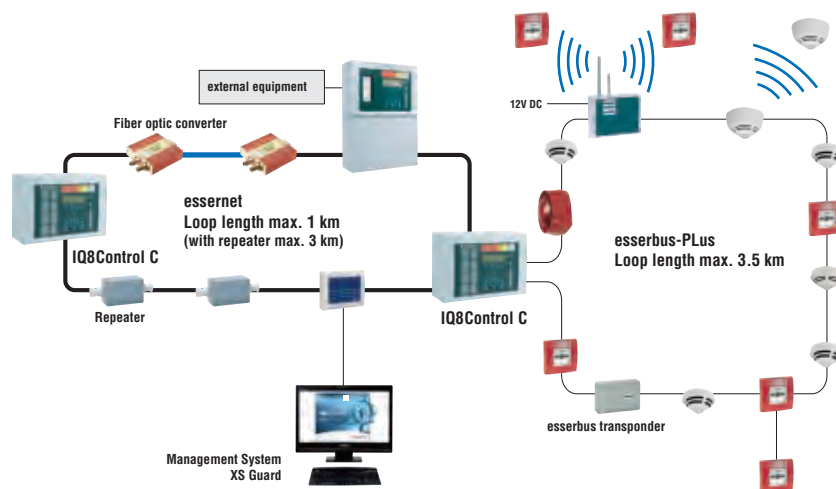 external equipment
12V DC
Fiber optic converter
essernet
Loop length max. 1 km
(with repeater max. 3 km)
esserbus-PLus
Loop length max. 3.5 km
IQ8Control C
Repeater
IQ8Control C
esserbus transponder
Management System
XS Guard